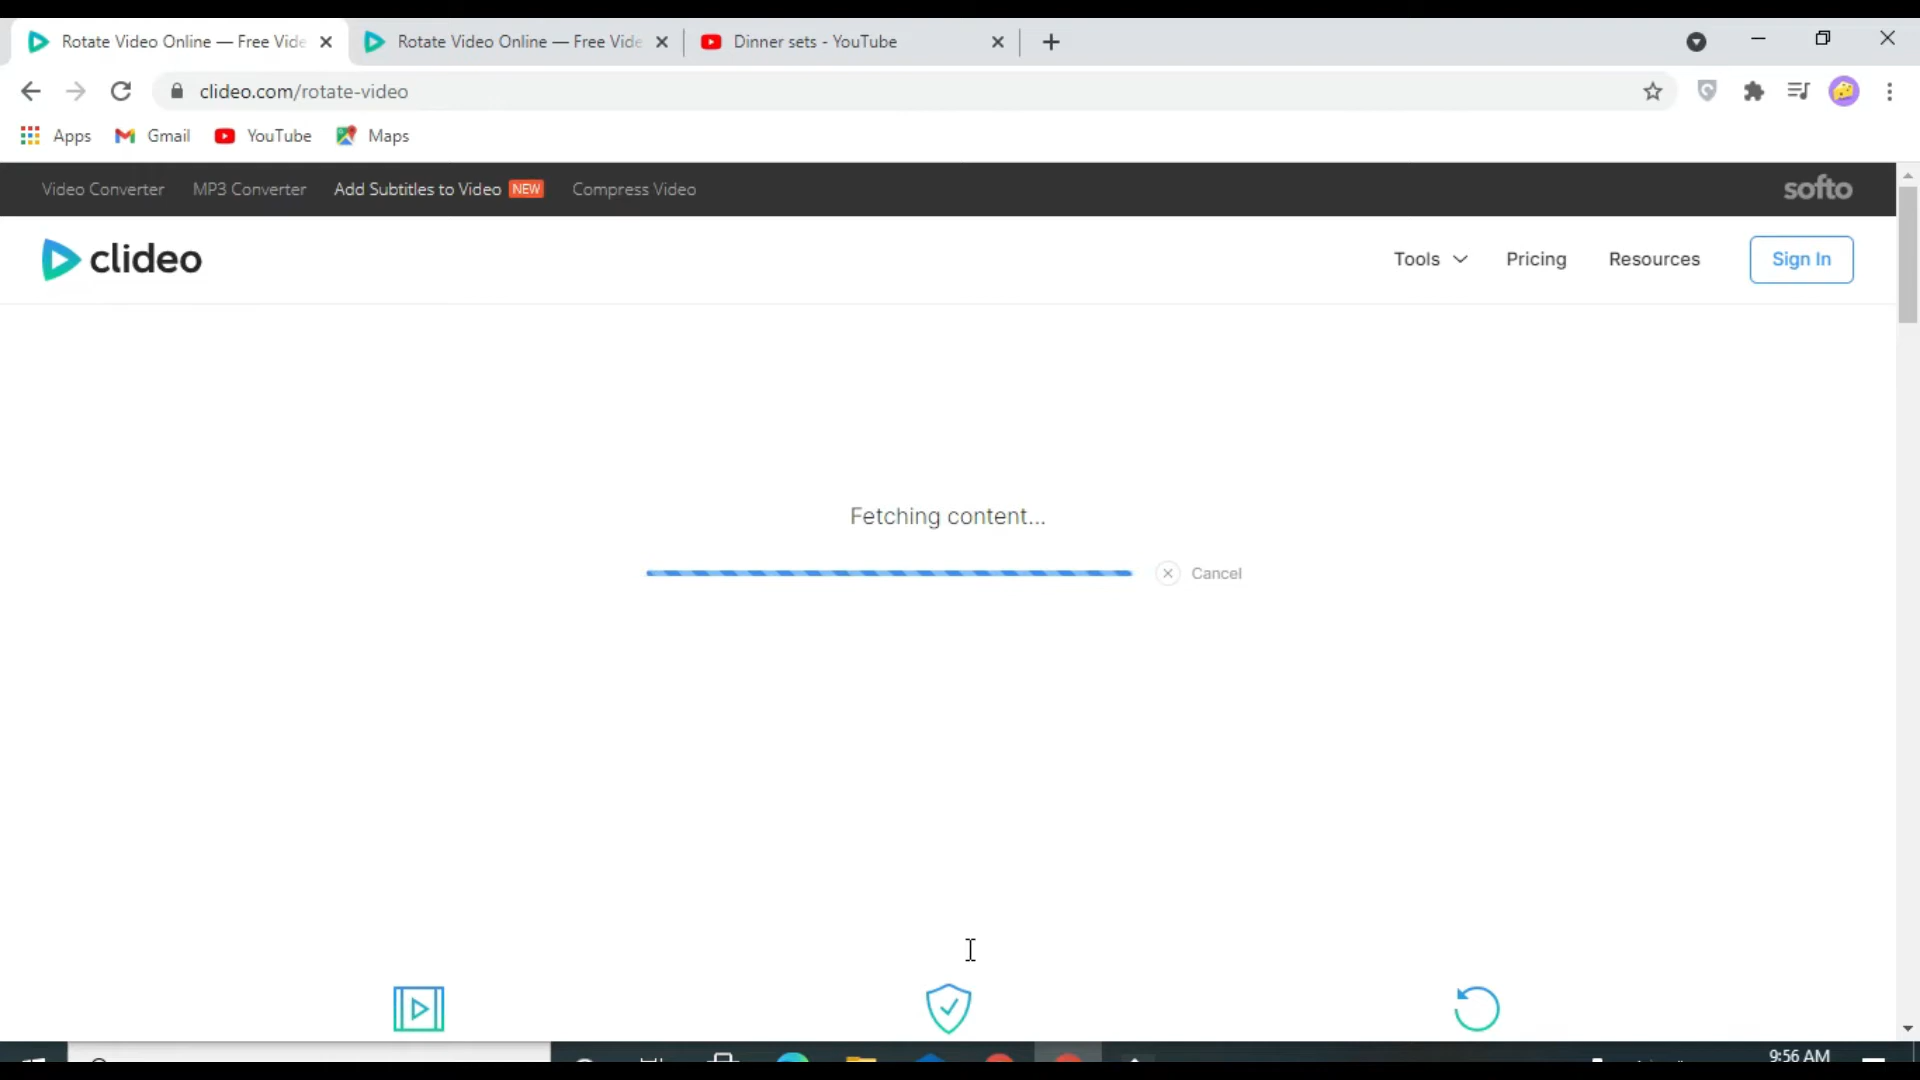 Rotate Video Online — Free Vide
Rotate Video Online — Free Vide
Dinner sets - YouTube
clideo.com/rotate-video
Apps
Gmail
YouTube
Maps
Video Converter
MP3 Converter
Add Subtitles to Video NEW
Compress Video
softo
clideo
Tools
Pricing
Resources
Sign In
Fetching content...
Cancel
9:56 AM